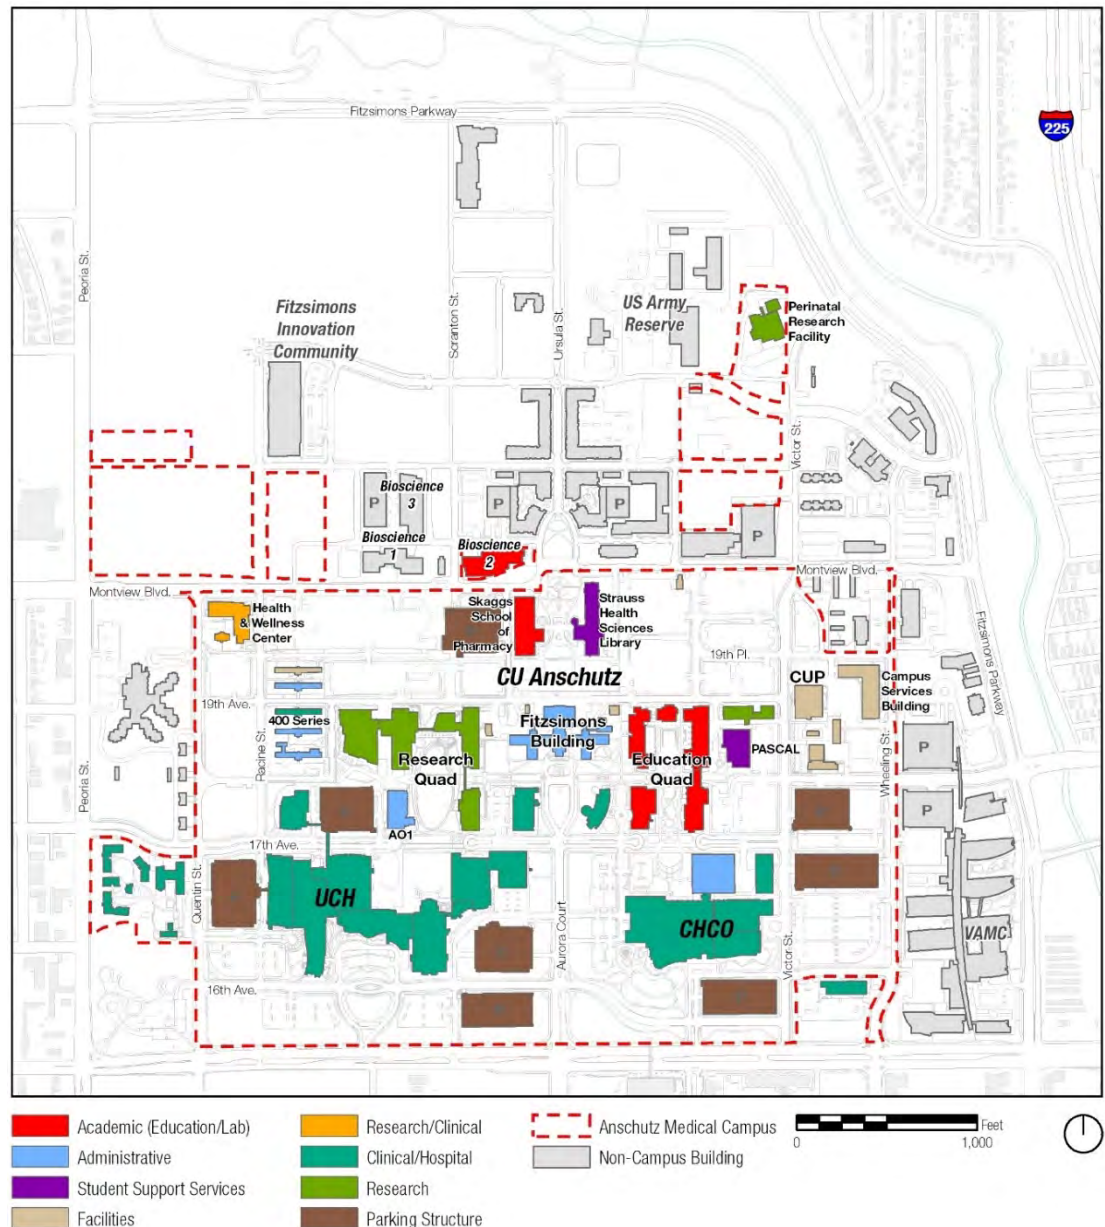 Fitzsimons Parkway
225
Peoria St.
Scranton St.
Ursula St.
Fitzsimons
Innovation
Community
US Army
Reserve
Perinatal
Research
Facility
Victor St.
P
Bioscience
3
P
P
P
Bioscience
1
Bioscience
2
Montview Blvd.
Montview Blvd.
Health
& Wellness
Center
Skaggs
School
of
Pharmacy
Strauss
Health
Sciences
Library
19th Pl.
Fitzsimons Parkway
CU Anschutz
CUP
Campus
Services
Building
19th Ave.
400 Series
Racine St.
Fitzsimons
Building
Research
Quad
Education
Quad
PASCAL
Wheeling St.
P
Peoria St.
P
AO1
17th Ave.
Quentin St.
UCH
Aurora Court
CHCO
Victor St.
VAMC
16th Ave.
Academic (Education/Lab)
Administrative
Student Support Services
Facilities
Research/Clinical
Clinical/Hospital
Research
Parking Structure
Anschutz Medical Campus
Non-Campus Building
Feet
0 1,000